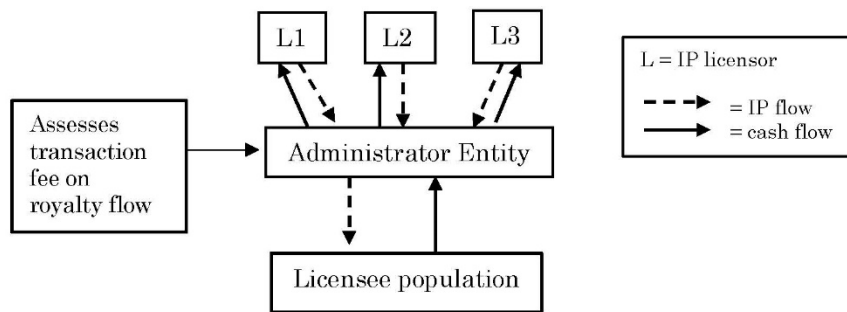 L1
L2
L3
L = IP licensor
= IP flow
= cash flow
Assesses
transaction
fee on
royalty flow
Administrator Entity
Licensee population